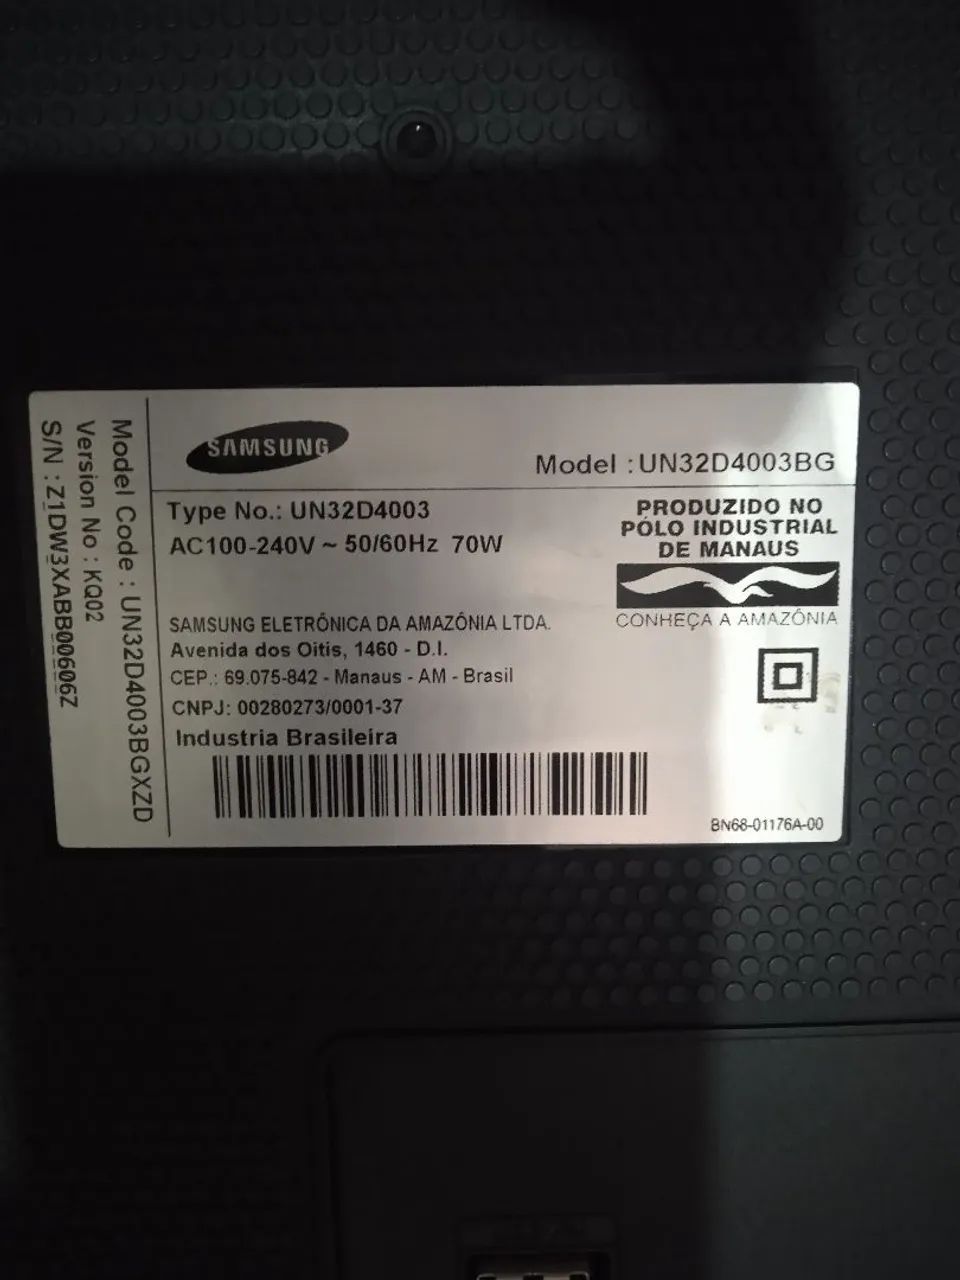 SAMSUNG
Model : UN32D4003BG
Type No.: UN32D4003
AC100-240V ~ 50/60Hz 70W
PRODUZIDO NO
PÓLO INDUSTRIAL
DE MANAUS
CONHEÇA A AMAZÔNIA
SAMSUNG ELETRÔNICA DA AMAZÔNIA LTDA.
Avenida dos Oitis, 1460 - D.I.
CEP.: 69.075-842 - Manaus - AM - Brasil
CNPJ: 00280273/0001-37
Industria Brasileira
BN68-01176A-00
Model Code : UN32D4003BGXZD
Version No : KQ02
S/N : Z1DW3XABB00606Z